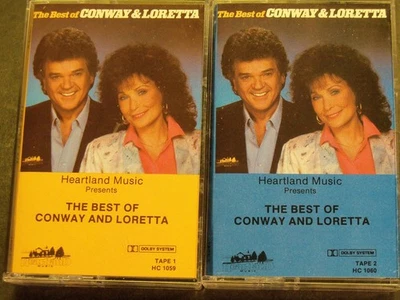 The Best of CONWAY & LORETTA
Heartland Music
Presents
THE BEST OF
CONWAY AND LORETTA
DOLBY SYSTEM
TAPE 1
HC 1059
The Best of CONWAY & LORETTA
Heartland Music
Presents
THE BEST OF
CONWAY AND LORETTA
DOLBY SYSTEM
TAPE 2
HC 1060